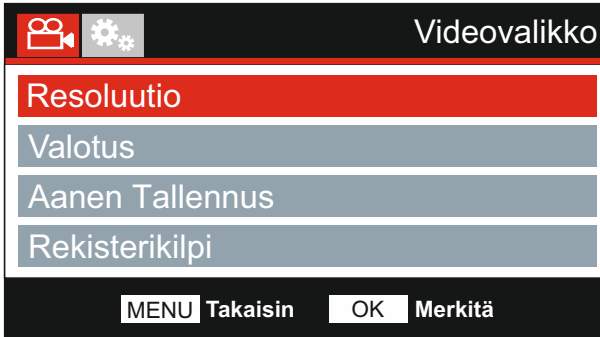 Videovalikko
Resoluutio
Valotus
Aanen Tallennus
Rekisterikilpi
MENU Takaisin OK Merkitä